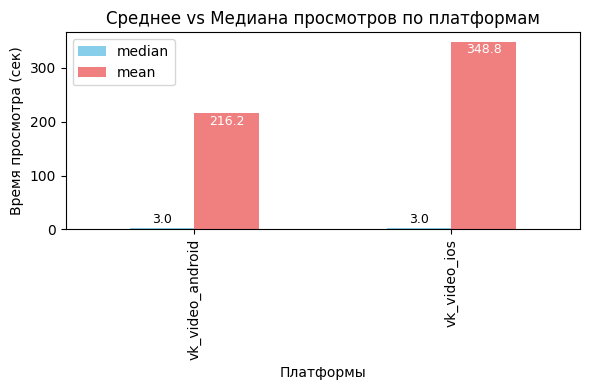 Среднее vs Медиана просмотров по платформам
Время просмотра (сек)
300
200
100
0
median
mean
3.0
216.2
3.0
348.8
vk_video_android
vk_video_ios
Платформы